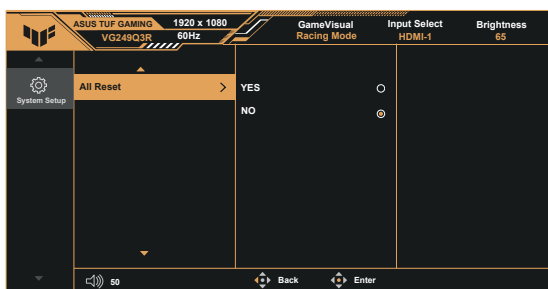 ASUS TUF GAMING 1920 x 1080 GameVisual Input Select Brightness
VG249Q3R 60Hz Racing Mode HDMI-1 65
System Setup
All Reset
YES
NO
50 Back Enter